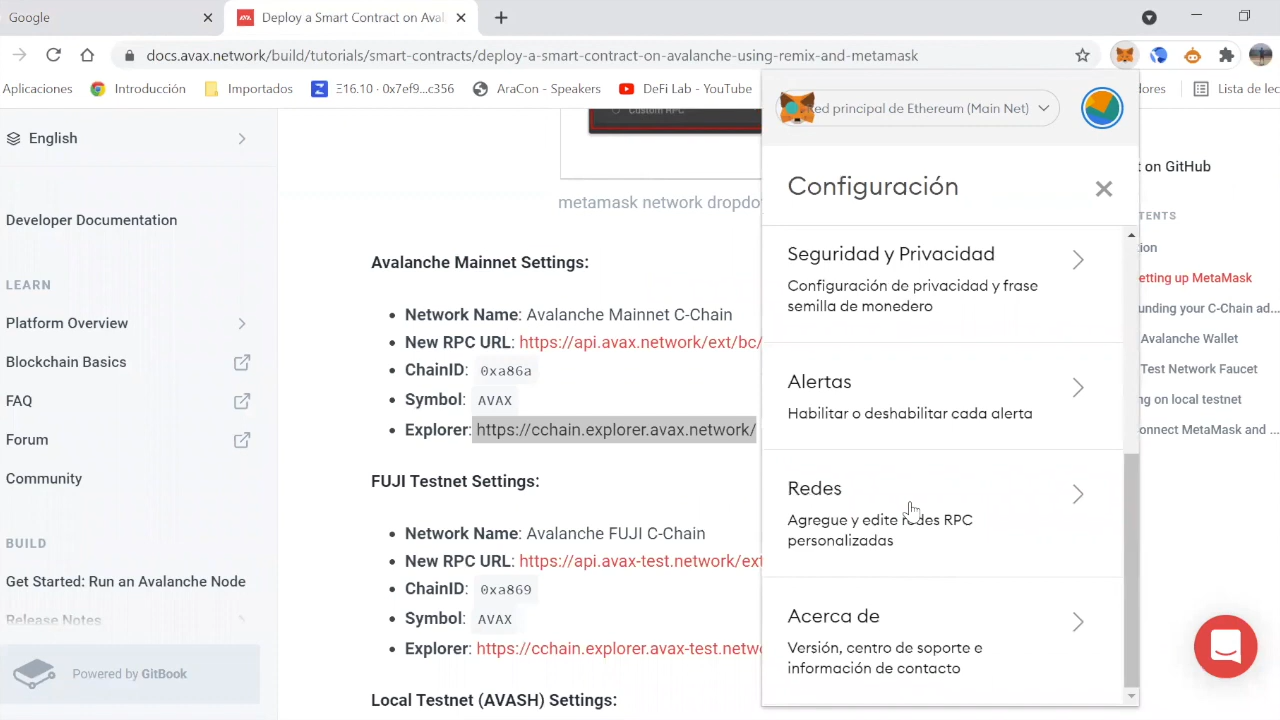 Google
Deploy a Smart Contract on Aval
docs.avax.network/build/tutorials/smart-contracts/deploy-a-smart-contract-on-avalanche-using-remix-and-metamask
Aplicaciones
Introducción
Importados
Ξ16.10 · 0x7ef9...c356
AraCon - Speakers
DeFi Lab - YouTube
dores
Lista de lec
English
Developer Documentation
LEARN
Platform Overview
Blockchain Basics
FAQ
Forum
Community
BUILD
Get Started: Run an Avalanche Node
Release Notes
Powered by GitBook
Custom RPC
metamask network dropdo
Avalanche Mainnet Settings:
Network Name: Avalanche Mainnet C-Chain
New RPC URL: https://api.avax.network/ext/bc/
ChainID: 0xa86a
Symbol: AVAX
Explorer: https://cchain.explorer.avax.network/
FUJI Testnet Settings:
Network Name: Avalanche FUJI C-Chain
New RPC URL: https://api.avax-test.network/ext
ChainID: 0xa869
Symbol: AVAX
Explorer: https://cchain.explorer.avax-test.netw
Local Testnet (AVASH) Settings:
ed principal de Ethereum (Main Net)
Configuración
Seguridad y Privacidad
Configuración de privacidad y frase
semilla de monedero
Alertas
Habilitar o deshabilitar cada alerta
Redes
Agregue y edite redes RPC
personalizadas
Acerca de
Versión, centro de soporte e
información de contacto
t on GitHub
TENTS
tion
etting up MetaMask
unding your C-Chain ad...
Avalanche Wallet
Test Network Faucet
ng on local testnet
onnect MetaMask and ...